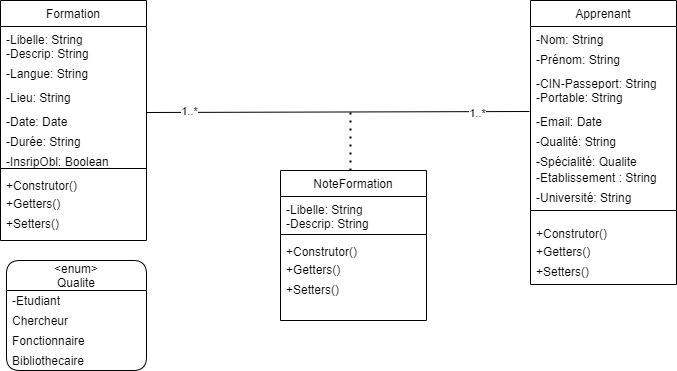 Formation
-Libelle: String
-Descrip: String
-Langue: String
-Lieu: String
-Date: Date
-Durée: String
-InsripObl: Boolean
+Construtor()
+Getters()
+Setters()
1..*
1..*
Apprenant
-Nom: String
-Prénom: String
-CIN-Passeport: String
-Portable: String
-Email: Date
-Qualité: String
-Spécialité: Qualite
-Etablissement : String
-Université: String
+Construtor()
+Getters()
+Setters()
NoteFormation
-Libelle: String
-Descrip: String
+Construtor()
+Getters()
+Setters()
<enum>
Qualite
-Etudiant
Chercheur
Fonctionnaire
Bibliothecaire